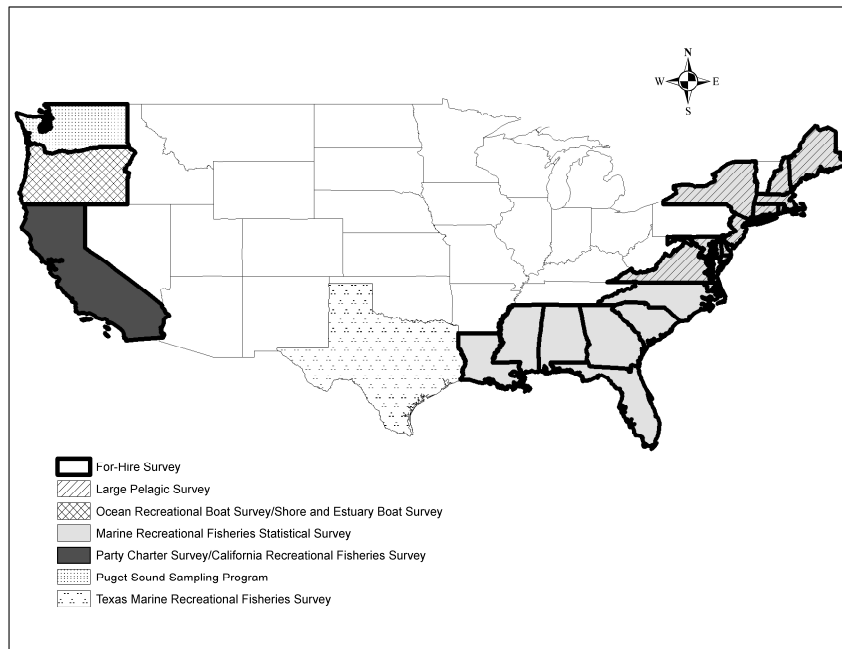 N
W E
S
For-Hire Survey
Large Pelagic Survey
Ocean Recreational Boat Survey/Shore and Estuary Boat Survey
Marine Recreational Fisheries Statistical Survey
Party Charter Survey/California Recreational Fisheries Survey
Puget Sound Sampling Program
Texas Marine Recreational Fisheries Survey